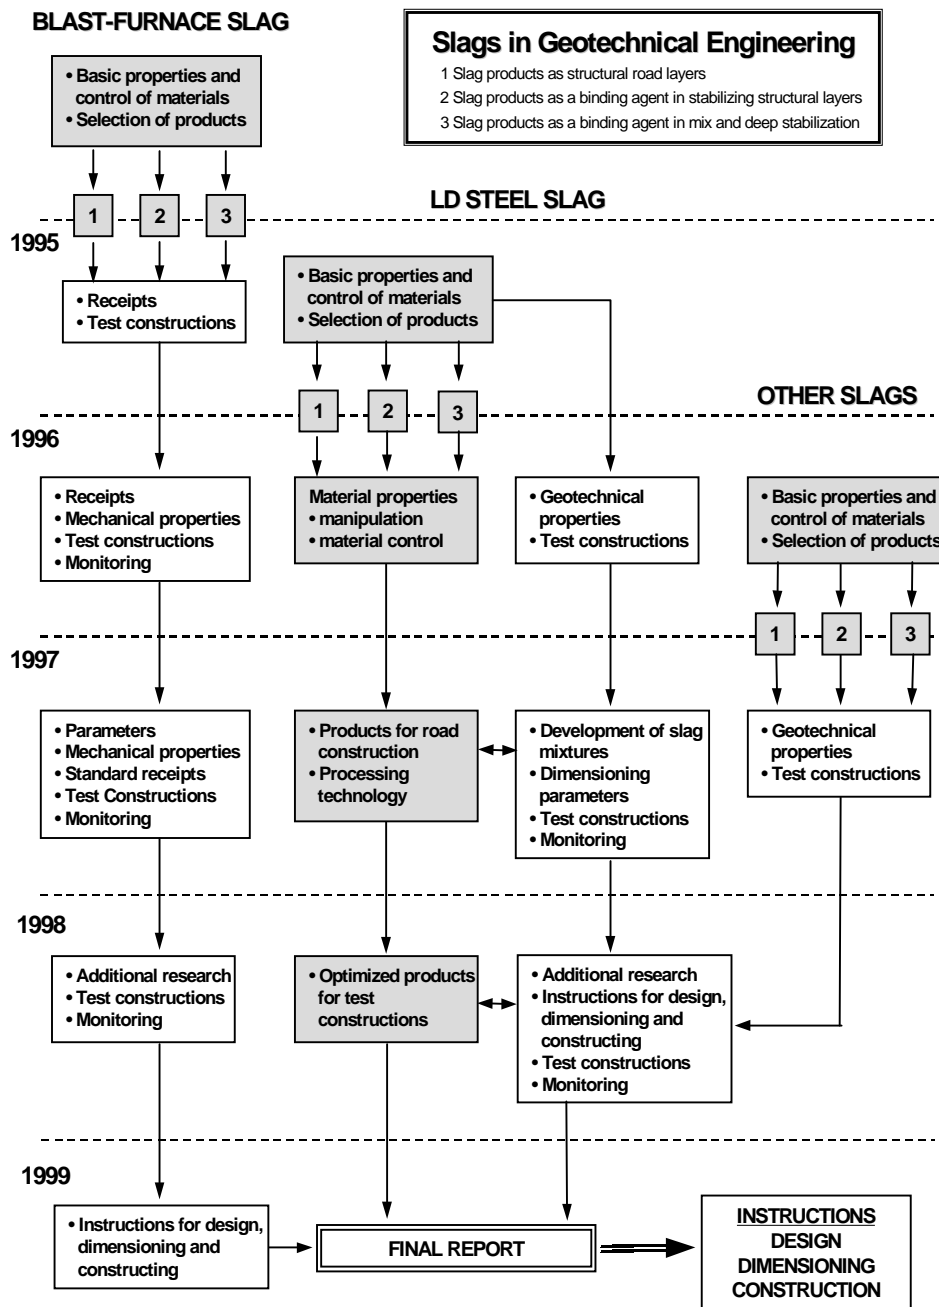 BLAST-FURNACE SLAG
Slags in Geotechnical Engineering
1 Slag products as structural road layers
2 Slag products as a binding agent in stabilizing structural layers
3 Slag products as a binding agent in mix and deep stabilization
• Basic properties and
control of materials
• Selection of products
LD STEEL SLAG
1
2
3
1995
• Receipts
• Test constructions
• Basic properties and
control of materials
• Selection of products
1
2
3
OTHER SLAGS
1996
• Receipts
• Mechanical properties
• Test constructions
• Monitoring
Material properties
• manipulation
• material control
• Geotechnical
properties
• Test constructions
• Basic properties and
control of materials
• Selection of products
1
2
3
1997
• Parameters
• Mechanical properties
• Standard receipts
• Test Constructions
• Monitoring
• Products for road
construction
• Processing
technology
• Development of slag
mixtures
• Dimensioning
parameters
• Test constructions
• Monitoring
• Geotechnical
properties
• Test constructions
1998
• Additional research
• Test constructions
• Monitoring
• Optimized products
for test
constructions
• Additional research
• Instructions for design,
dimensioning and
constructing
• Test constructions
• Monitoring
1999
• Instructions for design,
dimensioning and
constructing
FINAL REPORT
INSTRUCTIONS
DESIGN
DIMENSIONING
CONSTRUCTION